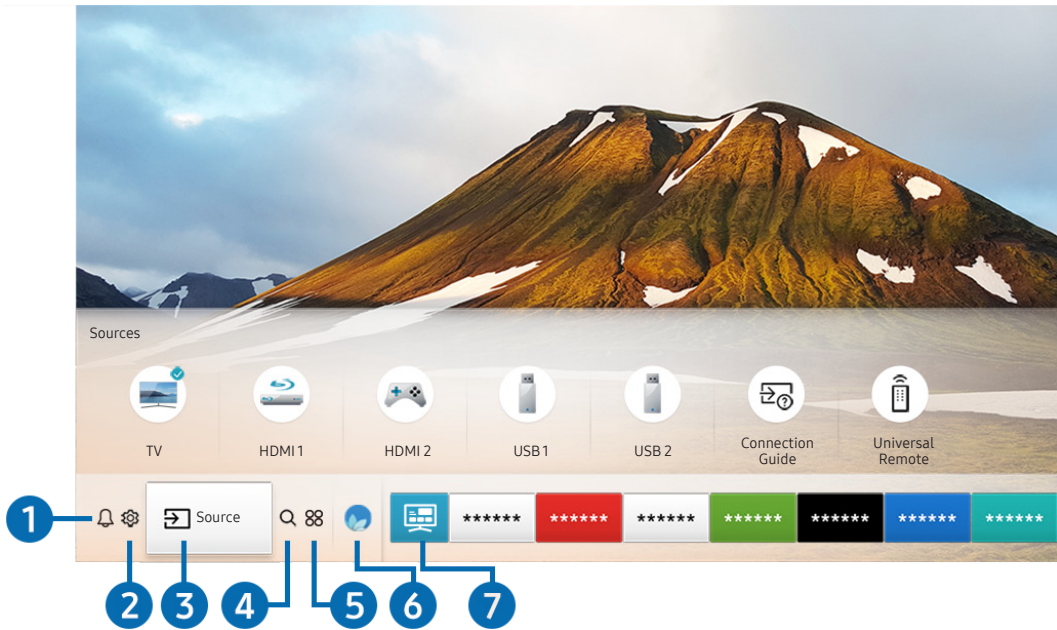 Sources
TV
HDMI 1
HDMI 2
USB 1
USB 2
Connection
Guide
Universal
Remote
1
Source
****** ****** ****** ****** ****** ****** ******
2 3 4 5 6 7